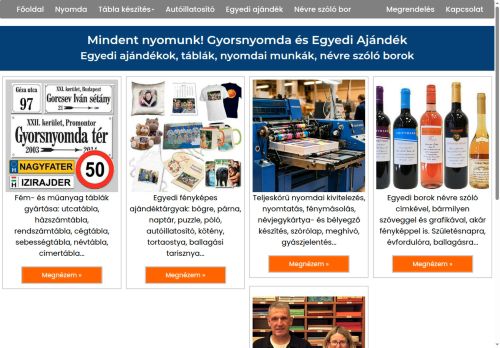 Főoldal Nyomda Tábla készítés Autóillatosító Egyedi ajándék Névre szóló bor Megrendelés Kapcsolat
Mindent nyomunk! Gyorsnyomda és Egyedi Ajándék
Egyedi ajándékok, táblák, nyomdai munkák, névre szóló borok
Géza utca
97
XXI. kerület, Budapest
Gorcsev Iván sétány
XXII. kerület, Promontor
Gyorsnyomda tér
2003 2014
NAGYFATER
IZIRAJDER
50
Fém- és műanyag táblák
gyártása: utcatábla,
házszámtábla,
rendszámtábla, cégtábla,
sebességtábla, névtábla,
címertábla...
Megnézem »
Egyedi fényképes
ajándéktárgyak: bögre, párna,
naptár, puzzle, póló,
autóillatosító, kötény,
tortaostya, ballagási
tarisznya...
Megnézem »
Teljeskörű nyomdai kivitelezés,
nyomtatás, fénymásolás,
névjegykártya- és bélyegző
készítés, szórólap, meghívó,
gyászjelentés...
Megnézem »
Egyedi borok névre szóló
címkével, bármilyen
szöveggel és grafikával, akár
fényképpel is. Születésnapra,
évfordulóra, ballagásra...
Megnézem »